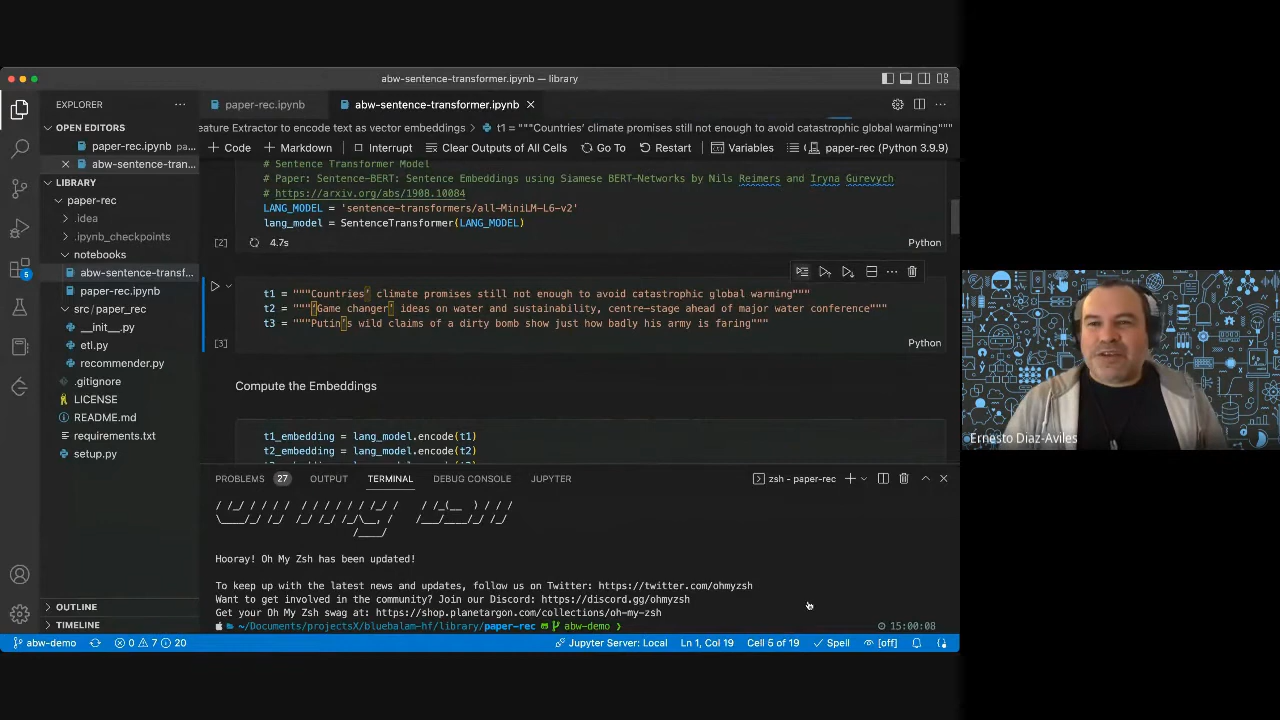 abw-sentence-transformer.ipynb — library
EXPLORER
paper-rec.ipynb
abw-sentence-transformer.ipynb
OPEN EDITORS
paper-rec.ipynb pa...
abw-sentence-tran...
LIBRARY
paper-rec
.idea
.ipynb_checkpoints
notebooks
abw-sentence-transf...
paper-rec.ipynb
src/paper_rec
__init__.py
etl.py
recommender.py
.gitignore
LICENSE
README.md
requirements.txt
setup.py
OUTLINE
TIMELINE
eature Extractor to encode text as vector embeddings > t1 = """Countries’ climate promises still not enough to avoid catastrophic global warming"""
+ Code + Markdown Interrupt Clear Outputs of All Cells Go To Restart Variables paper-rec (Python 3.9.9)
# Sentence Transformer Model
# Paper: Sentence-BERT: Sentence Embeddings using Siamese BERT-Networks by Nils Reimers and Iryna Gurevych
# https://arxiv.org/abs/1908.10084
LANG_MODEL = 'sentence-transformers/all-MiniLM-L6-v2'
lang_model = SentenceTransformer(LANG_MODEL)
[2] 4.7s Python
t1 = """Countries’ climate promises still not enough to avoid catastrophic global warming"""
t2 = """‘Game changer’ ideas on water and sustainability, centre-stage ahead of major water conference"""
t3 = """Putin’s wild claims of a dirty bomb show just how badly his army is faring"""
[3] Python
Compute the Embeddings
t1_embedding = lang_model.encode(t1)
t2_embedding = lang_model.encode(t2)
PROBLEMS 27 OUTPUT TERMINAL DEBUG CONSOLE JUPYTER zsh - paper-rec
Hooray! Oh My Zsh has been updated!
To keep up with the latest news and updates, follow us on Twitter: https://twitter.com/ohmyzsh
Want to get involved in the community? Join our Discord: https://discord.gg/ohmyzsh
Get your Oh My Zsh swag at: https://shop.planetargon.com/collections/oh-my-zsh
~/Documents/projectsX/bluebalam-hf/library/paper-rec abw-demo 15:00:08
abw-demo 0 7 20 Jupyter Server: Local Ln 1, Col 19 Cell 5 of 19 Spell [off]
5
Ernesto Diaz-Aviles